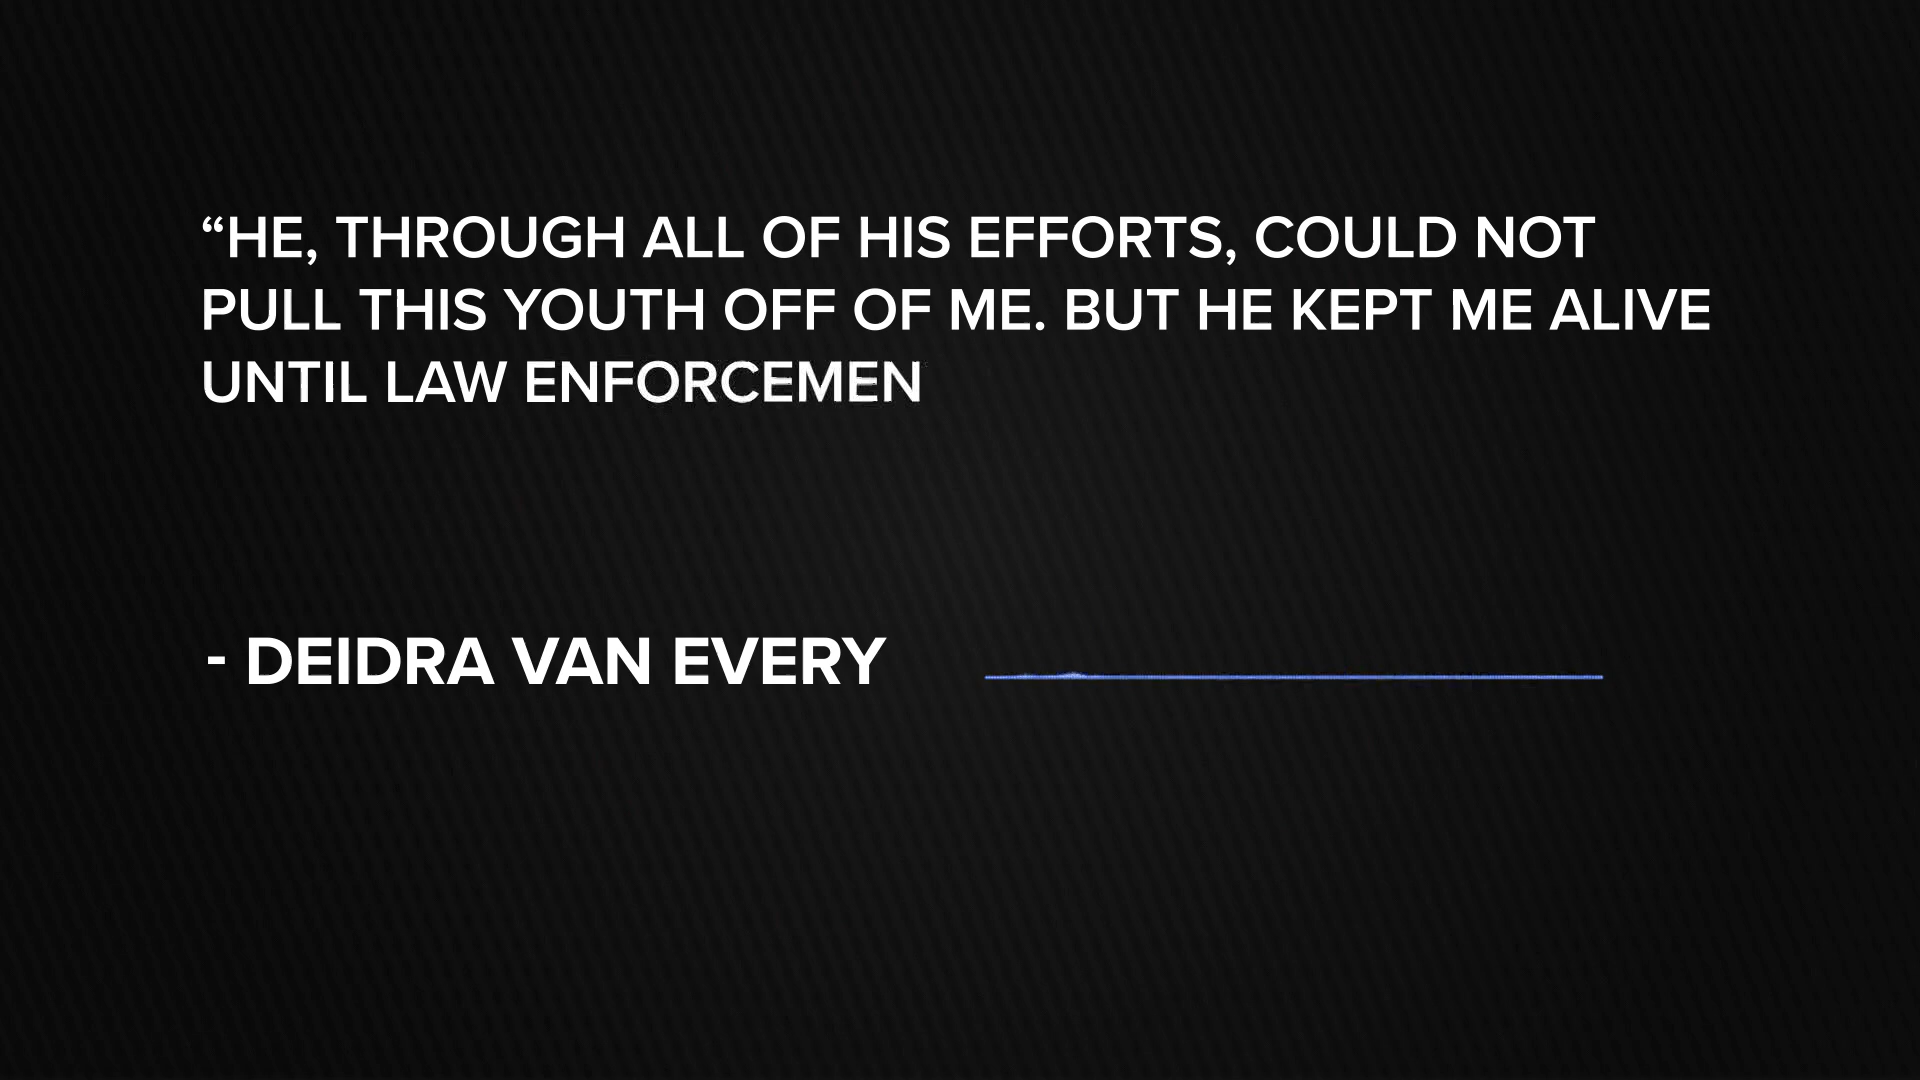 “HE, THROUGH ALL OF HIS EFFORTS, COULD NOT
PULL THIS YOUTH OFF OF ME. BUT HE KEPT ME ALIVE
UNTIL LAW ENFORCEMEN
- DEIDRA VAN EVERY